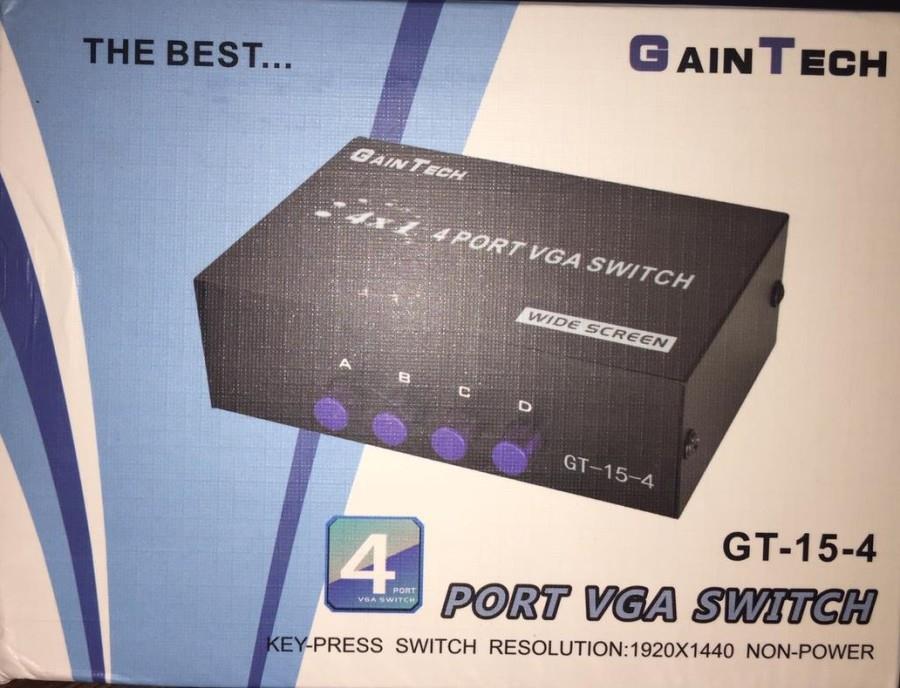 THE BEST...
GAINTECH
GAINTECH
4x1 4 PORT VGA SWITCH
WIDE SCREEN
A B C D
GT-15-4
4 PORT
VGA SWITCH
GT-15-4
PORT VGA SWITCH
KEY-PRESS SWITCH RESOLUTION:1920X1440 NON-POWER